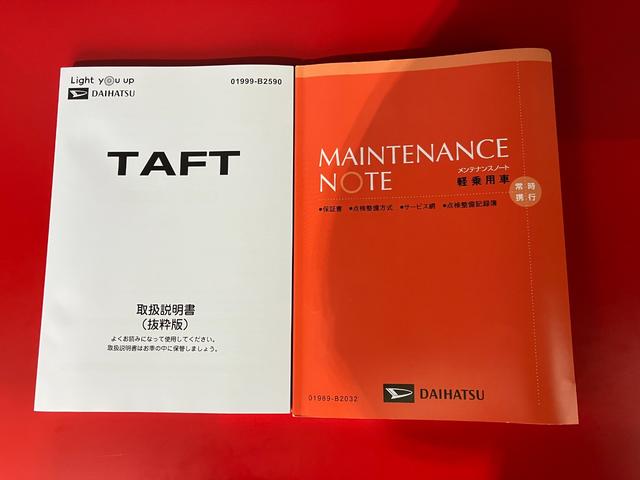 Light you up
01999-B2590
DAIHATSU
TAFT
取扱説明書
(抜粋版)
よくお読みになって使用してください。
取扱説明書はお車の中に保管しましょう。
MAINTENANCE
NOTE
メンテナンスノート
軽乗用車
常時
携行
●保証書 ●点検整備方式 ●サービス網 ●点検整備記録簿
01989-B2032
DAIHATSU